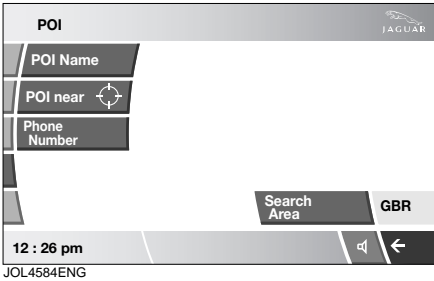 POI
JAGUAR
POI Name
POI near
Phone
Number
Search
Area
GBR
12 : 26 pm
JOL4584ENG